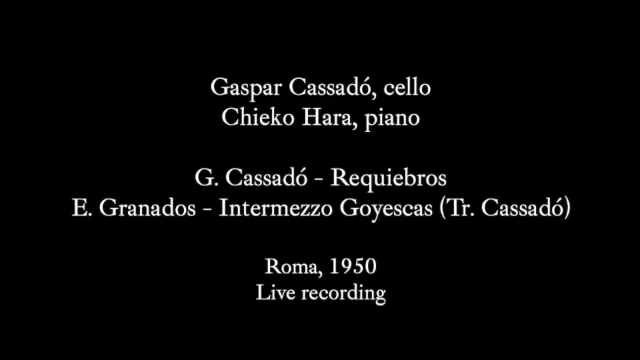 Gaspar Cassadó, cello
Chieko Hara, piano
G. Cassadó - Requiebros
E. Granados - Intermezzo Goyescas (Tr. Cassadó)
Roma, 1950
Live recording